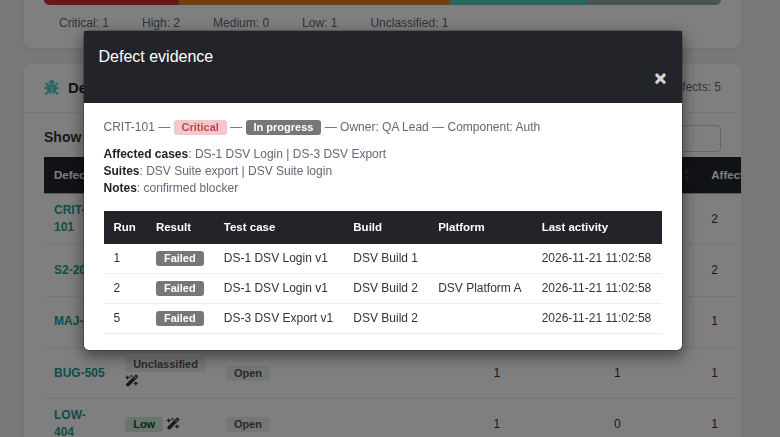 Critical: 1 High: 2 Medium: 0 Low: 1 Unclassified: 1
Defect evidence
×
fects: 5
CRIT-101 — Critical — In progress — Owner: QA Lead — Component: Auth
Affected cases: DS-1 DSV Login | DS-3 DSV Export
Suites: DSV Suite export | DSV Suite login
Notes: confirmed blocker
Run Result Test case Build Platform Last activity
1 Failed DS-1 DSV Login v1 DSV Build 1 2026-11-21 11:02:58
2 Failed DS-1 DSV Login v1 DSV Build 2 DSV Platform A 2026-11-21 11:02:58
5 Failed DS-3 DSV Export v1 DSV Build 2 2026-11-21 11:02:58
De
Show
Defec Affec
CRIT-
101 2
S2-20 2
MAJ- 1
Unclassified
BUG-505 Open 1 1 1
LOW-
404 Low Open 1 0 1